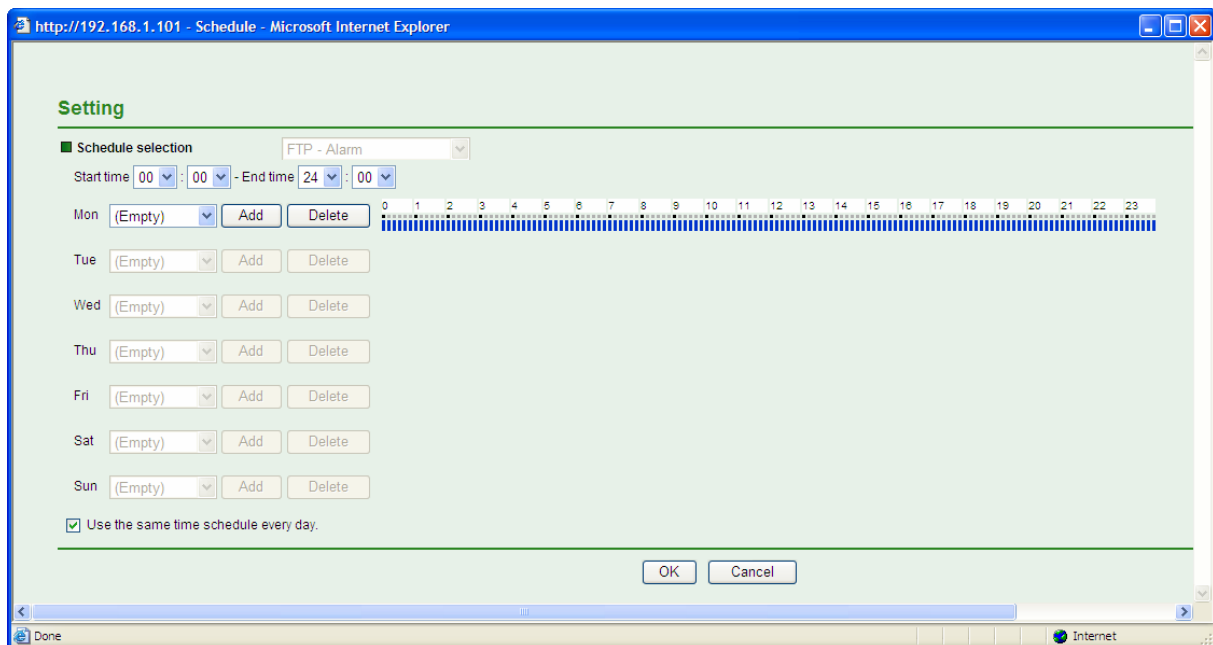 http://192.168.1.101 - Schedule - Microsoft Internet Explorer
Setting
Schedule selection FTP - Alarm
Start time 00 : 00 - End time 24 : 00
Mon (Empty) Add Delete 0 1 2 3 4 5 6 7 8 9 10 11 12 13 14 15 16 17 18 19 20 21 22 23
Tue (Empty) Add Delete
Wed (Empty) Add Delete
Thu (Empty) Add Delete
Fri (Empty) Add Delete
Sat (Empty) Add Delete
Sun (Empty) Add Delete
Use the same time schedule every day.
OK Cancel
Done Internet